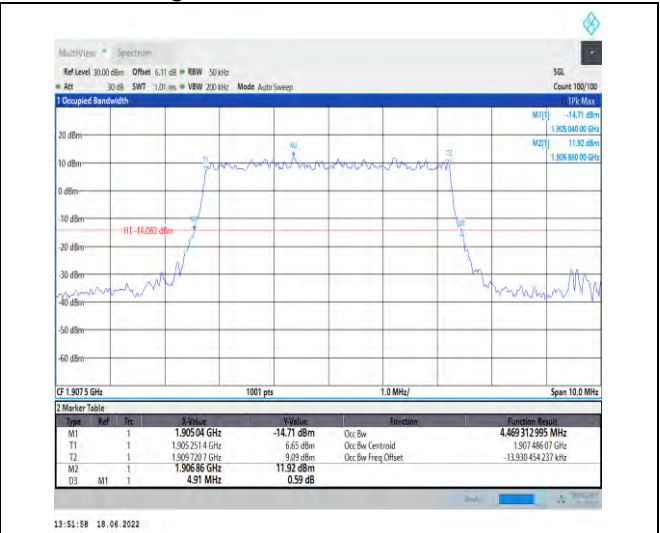 MultiView Spectrum
Ref Level 30.00 dBm Offset 6.11 dB RBW 50 kHz SGL
Att 30 dB SWT 1.01 ms VBW 200 kHz Mode Auto Sweep Count 100/100
1 Occupied Bandwidth 1Pk Max
M1[1] -14.71 dBm
1.905 040 00 GHz
M2[1] 11.92 dBm
1.906 860 00 GHz
20 dBm
M2
T1
T2
10 dBm
0 dBm
-10 dBm
H1 -14.083 dBm
-20 dBm
-30 dBm
-40 dBm
-50 dBm
-60 dBm
CF 1.907 5 GHz 1001 pts 1.0 MHz/ Span 10.0 MHz
2 Marker Table
Type Ref Trc X-Value Y-Value Function Function Result
M1 1 1.905 04 GHz -14.71 dBm Occ Bw 4.469 312 995 MHz
T1 1 1.905 251 4 GHz 6.65 dBm Occ Bw Centroid 1.907 486 07 GHz
T2 1 1.909 720 7 GHz 9.09 dBm Occ Bw Freq Offset -13.930 454 237 kHz
M2 1 1.906 86 GHz 11.92 dBm
D3 M1 1 4.91 MHz 0.59 dB
13:51:58 18.06.2022